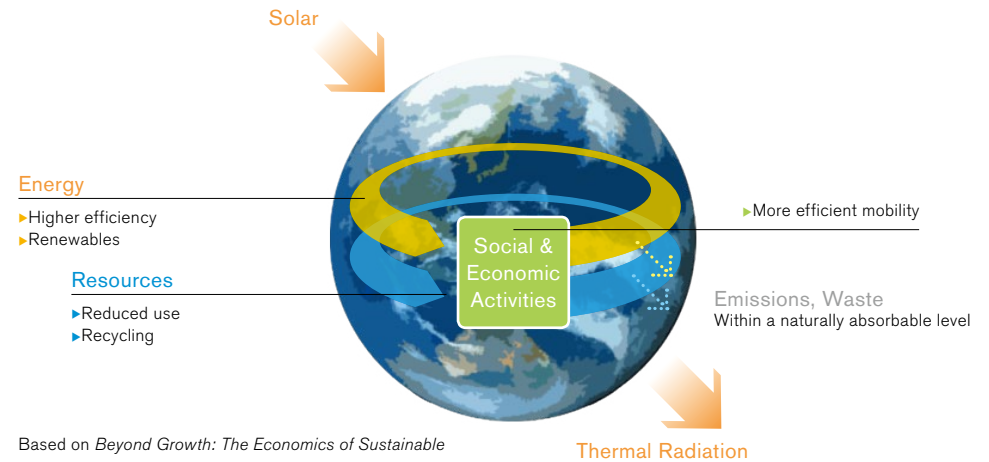 Solar
Energy
▶Higher efficiency
▶Renewables
Resources
▶Reduced use
▶Recycling
Social &
Economic
Activities
▶More efficient mobility
Emissions, Waste
Within a naturally absorbable level
Thermal Radiation
Based on Beyond Growth: The Economics of Sustainable